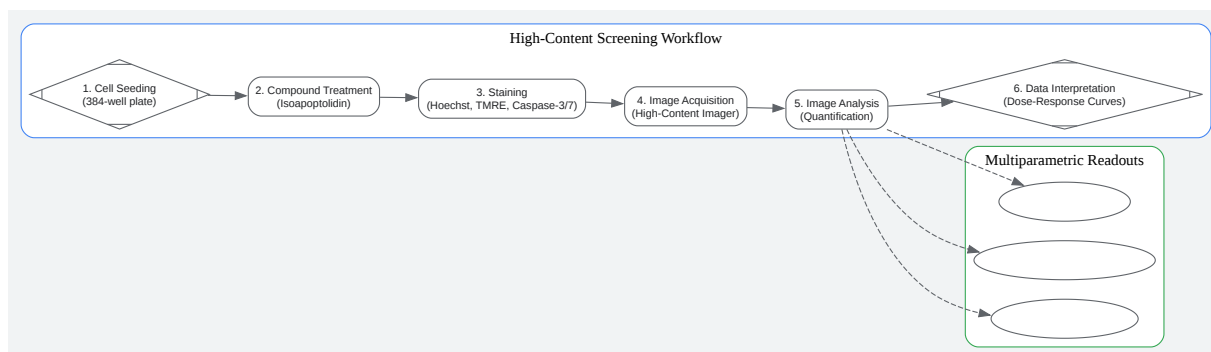 High-Content Screening Workflow
1. Cell Seeding
(384-well plate)
2. Compound Treatment
(Isoapoptolidin)
3. Staining
(Hoechst, TMRE, Caspase-3/7)
4. Image Acquisition
(High-Content Imager)
5. Image Analysis
(Quantification)
6. Data Interpretation
(Dose-Response Curves)
Multiparametric Readouts